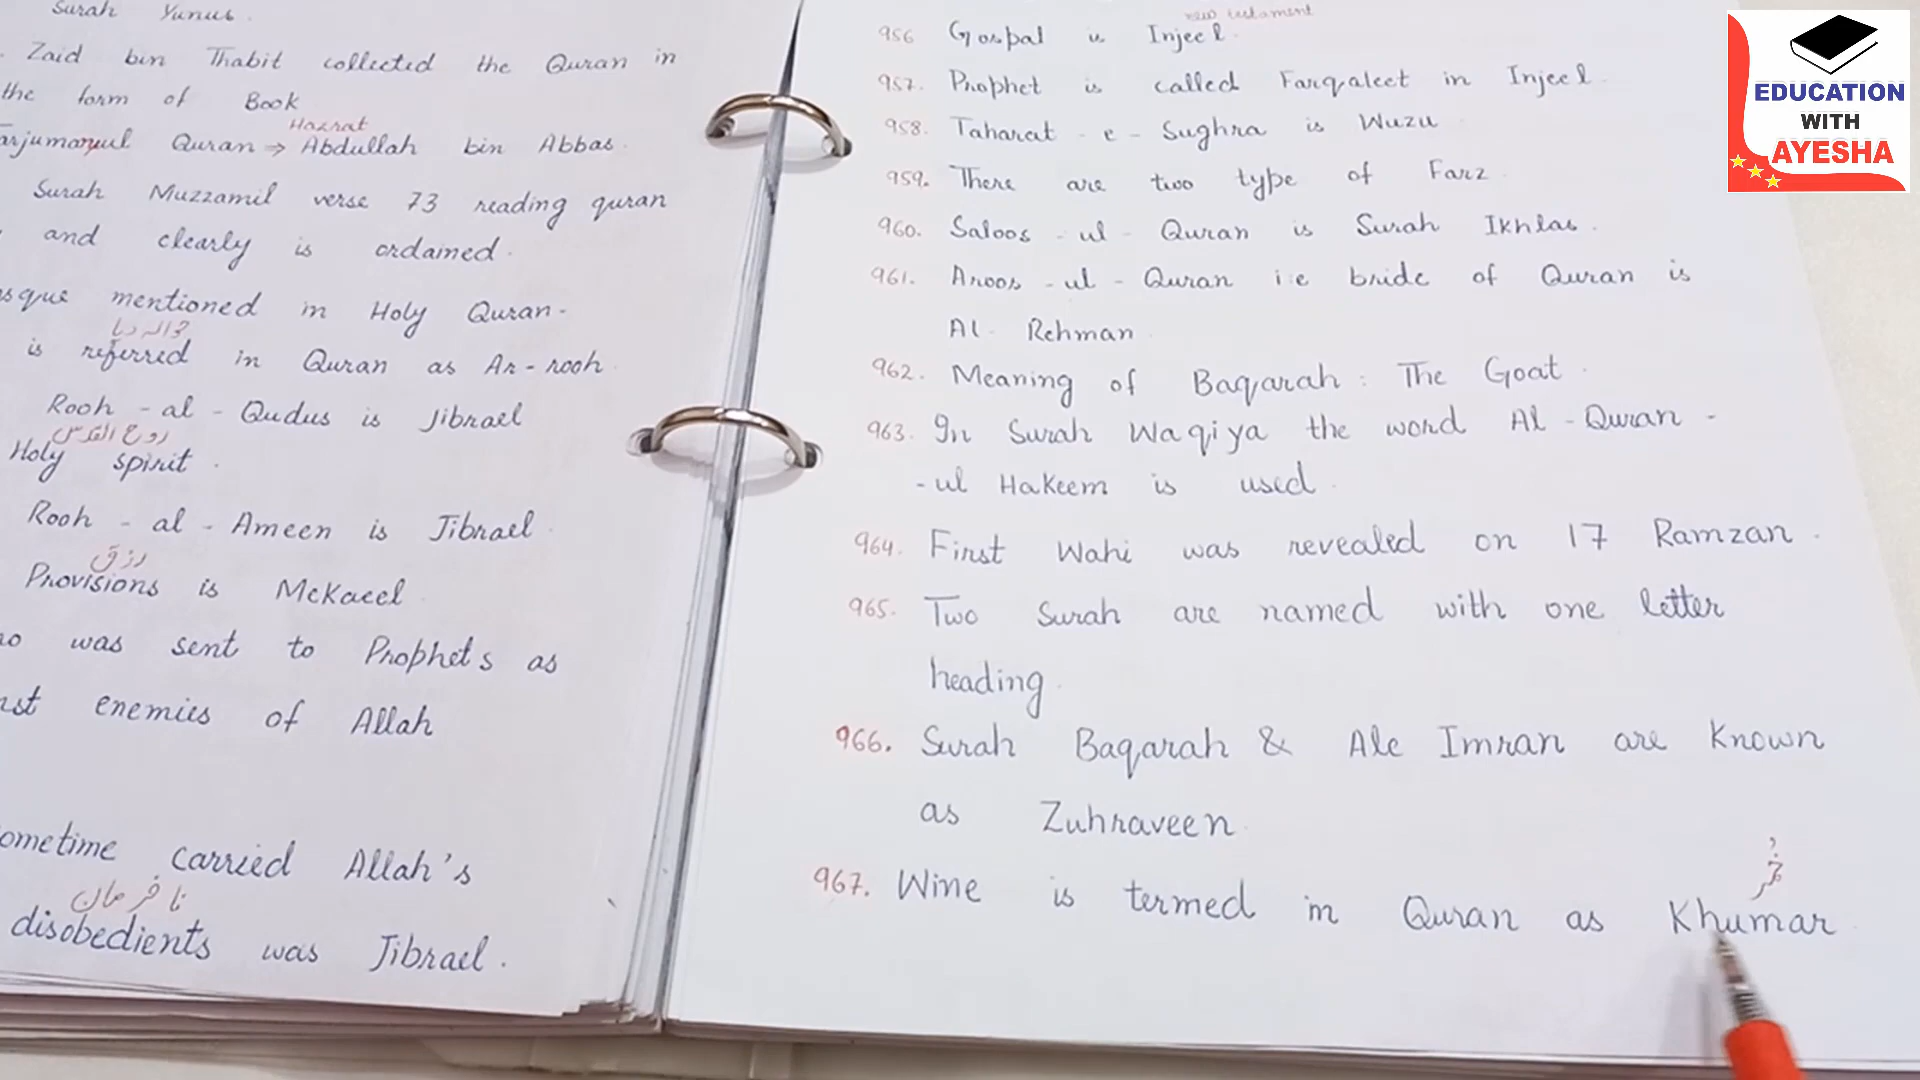 Surah Yunus.
Zaid bin Thabit collected the Quran in
the form of Book
Hazrat
Quran → Abdullah bin Abbas.
Surah Muzzamil verse 73 reading quran
and clearly is ordamed.
mentioned in Holy Quran.
حوالہ دیا
is referred in Quran as Ar-rooh
Rooh - al - Qudus is Jibrael
روح القدس
Holy spirit.
Rooh - al - Ameen is Jibrael
رزق
Provisions is McKaeel
was sent to Prophets as
enemies of Allah
carried Allah's
نافرمان
disobedients was Jibrael.
new testament
956 Gospal is Injeel.
957. Prophet is called Farqaleet in Injeel.
958. Taharat - e - Sughra is Wuzu
959. There are two type of Farz
960. Saloos - ul - Quran is Surah Ikhlas.
961. Aroos - ul - Quran i.e bride of Quran is
Al Rehman
962. Meaning of Baqarah : The Goat.
963. In Surah Waqiya the word Al - Quran -
- ul Hakeem is used
964. First Wahi was revealed on 17 Ramzan.
965. Two Surah are named with one letter
heading.
966. Surah Baqarah & Ale Imran are Known
as Zuhraveen
خمر
967. Wine is termed in Quran as Khumar
EDUCATION
WITH
AYESHA